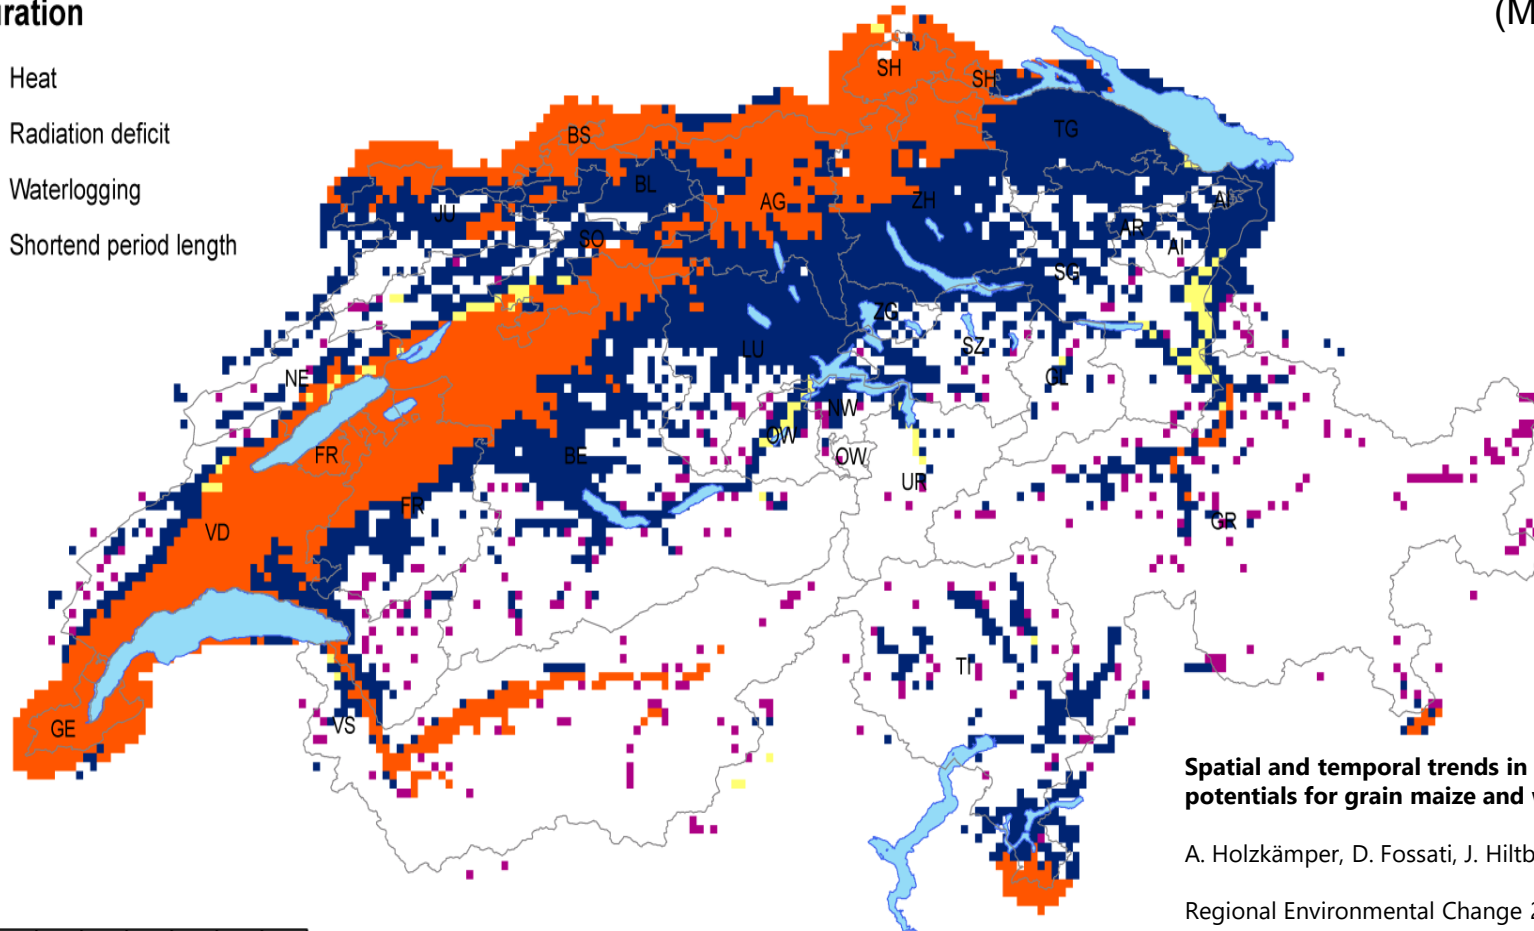 uration
(M
Heat
Radiation deficit
Waterlogging
Shortend period length
SH
SH
BS
TG
BL
AG
ZH
AI
JU
AR
SO
AI
SG
ZG
LU
SZ
NE
GL
NW
OW
FR
BE
OW
UR
FR
VD
GR
TI
VS
GE
Spatial and temporal trends in
potentials for grain maize and
A. Holzkämper, D. Fossati, J. Hiltb
Regional Environmental Change 2